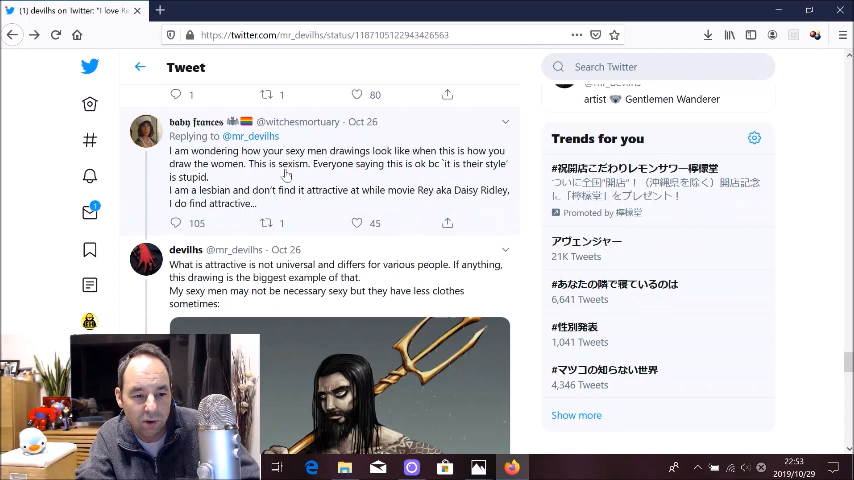 (1) devilhs on Twitter: "I love Re
https://twitter.com/mr_devilhs/status/1187105122943426563
Tweet
Search Twitter
1
1
80
@mr_devilhs
artist Gentlemen Wanderer
baby frances @witchesmortuary · Oct 26
Replying to @mr_devilhs
I am wondering how your sexy men drawings look like when this is how you
draw the women. This is sexism. Everyone saying this is ok bc `it is their style'
is stupid.
I am a lesbian and don't find it attractive at while movie Rey aka Daisy Ridley,
I do find attractive...
105
1
45
devilhs @mr_devilhs · Oct 26
What is attractive is not universal and differs for various people. If anything,
this drawing is the biggest example of that.
My sexy men may not be necessary sexy but they have less clothes
sometimes:
1
Trends for you
#祝開店こだわりレモンサワー檸檬堂
ついに全国"開店"!（沖縄県を除く）開店記念
に「檸檬堂」をプレゼント!
Promoted by 檸檬堂
アヴェンジャー
21K Tweets
#あなたの隣で寝ているのは
6,641 Tweets
#性別発表
1,041 Tweets
#マツコの知らない世界
4,346 Tweets
Show more
22:53
2019/10/29